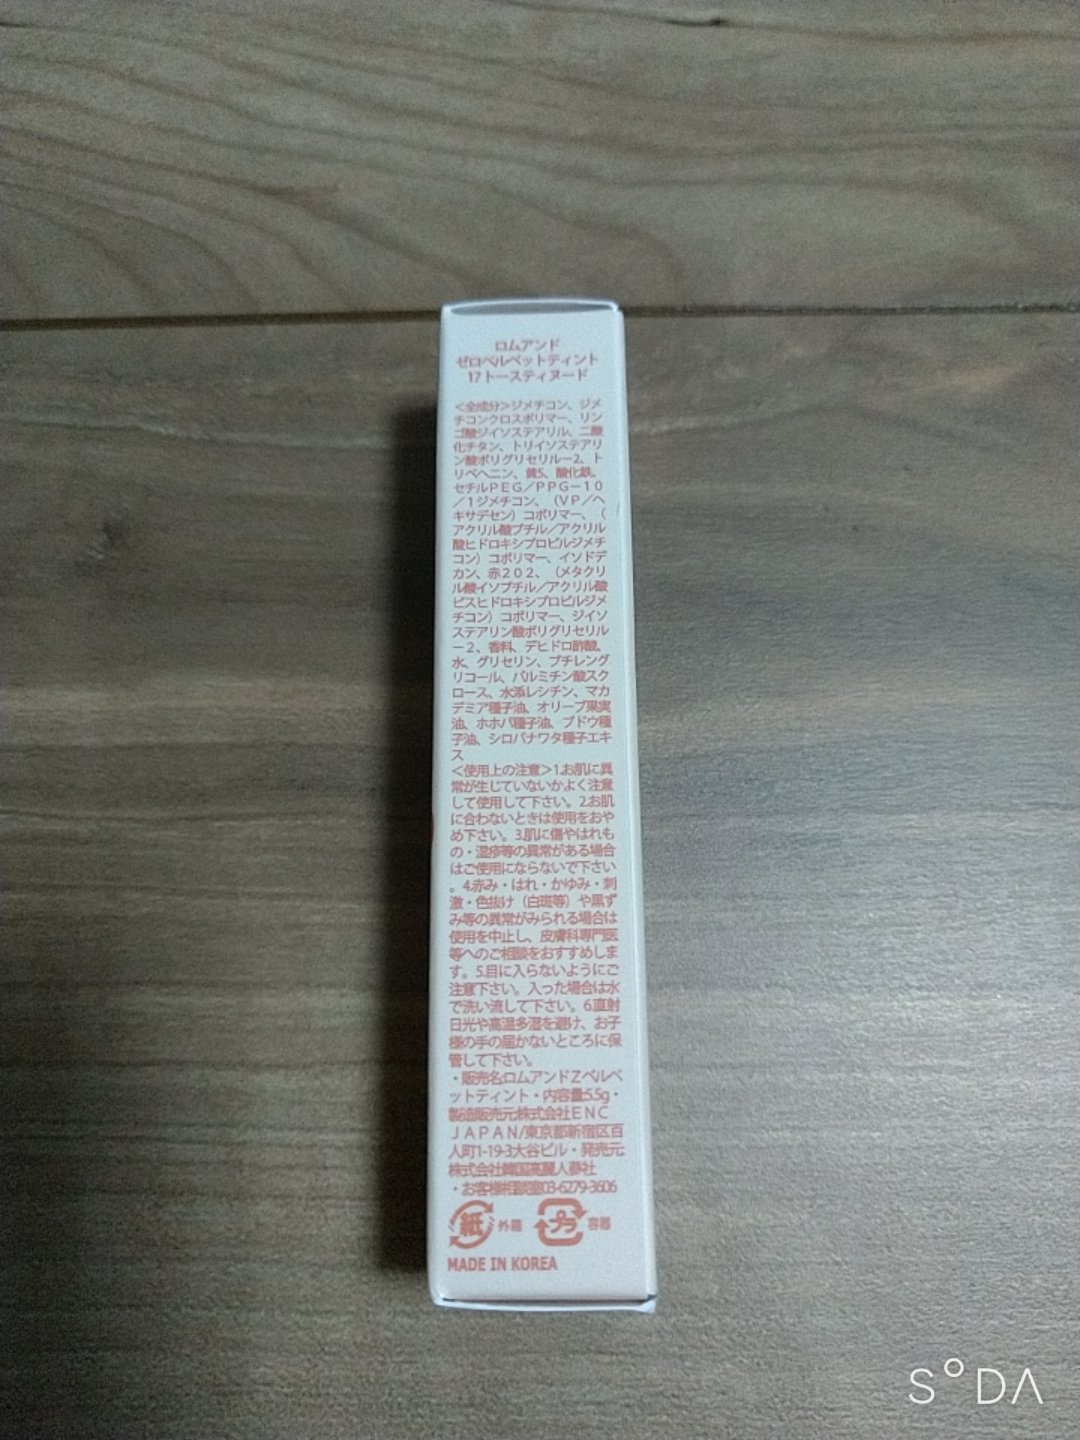 ロムアンド
ゼロベルベットティント
17トースティヌード
＜全成分＞ジメチコン、ジメ
チコンクロスポリマー、リン
ゴ酸ジイソステアリル、二酸
化チタン、トリイソステアリ
ン酸ポリグリセリル－2、ト
リベヘニン、黄5、酸化鉄、
セチルＰＥＧ／ＰＰＧ－１０
／１ジメチコン、（ＶＰ／ヘ
キサデセン）コポリマー、（
アクリル酸ブチル／アクリル
酸ヒドロキシプロピルジメチ
コン）コポリマー、イソドデ
カン、赤２０２、（メタクリ
ル酸イソブチル／アクリル酸
ビスヒドロキシプロピルジメ
チコン）コポリマー、ジイソ
ステアリン酸ポリグリセリル
－2、香料、デヒドロ酢酸、
水、グリセリン、ブチレング
リコール、パルミチン酸スク
ロース、水添レシチン、マカ
デミア種子油、オリーブ果実
油、ホホバ種子油、ブドウ種
子油、シロバナワタ種子エキ
ス
＜使用上の注意＞1.お肌に異
常が生じていないかよく注意
して使用して下さい。2.お肌
に合わないときは使用をおや
め下さい。3.肌に傷やはれも
の・湿疹等の異常がある場合
はご使用にならないで下さい
。4.赤み・はれ・かゆみ・刺
激・色抜け（白斑等）や黒ず
み等の異常がみられる場合は
使用を中止し、皮膚科専門医
等へのご相談をおすすめしま
す。5.目に入らないようにご
注意下さい。入った場合は水
で洗い流して下さい。6.直射
日光や高温多湿を避け、お子
様の手の届かないところに保
管して下さい。
・販売名:ロムアンドＺベルベ
ットティント・内容量:5.5g・
製造販売元:株式会社ＥＮＣ
ＪＡＰＡＮ/東京都新宿区百
人町1-19-3大谷ビル・発売元:
株式会社韓国高麗人蔘社
・お客様相談室03-6279-3606
紙 外箱 プラ 容器
MADE IN KOREA
S°DA